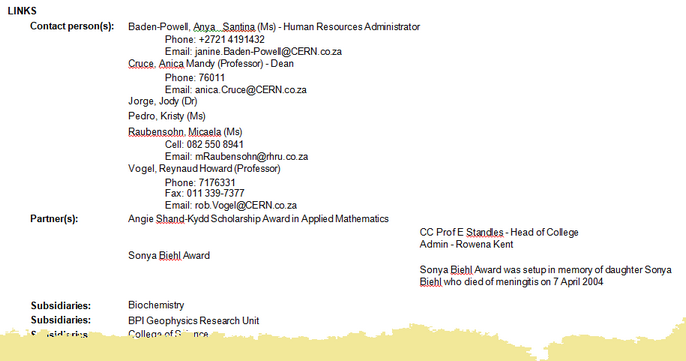 LINKS
Contact person(s): Baden-Powell, Anya Santina (Ms) - Human Resources Administrator
Phone: +2721 4191432
Email: janine.Baden-Powell@CERN.co.za
Cruce, Anica Mandy (Professor) - Dean
Phone: 76011
Email: anica.Cruce@CERN.co.za
Jorge, Jody (Dr)
Pedro, Kristy (Ms)
Raubensohn, Micaela (Ms)
Cell: 082 550 8941
Email: mRaubensohn@rhru.co.za
Vogel, Reynaud Howard (Professor)
Phone: 7176331
Fax: 011 339-7377
Email: rob.Vogel@CERN.co.za
Partner(s): Angie Shand-Kydd Scholarship Award in Applied Mathematics
CC Prof E Standles - Head of College
Admin - Rowena Kent
Sonya Biehl Award
Sonya Biehl Award was setup in memory of daughter Sonya
Biehl who died of meningitis on 7 April 2004
Subsidiaries: Biochemistry
Subsidiaries: BPI Geophysics Research Unit
Subsidiaries: College of Science